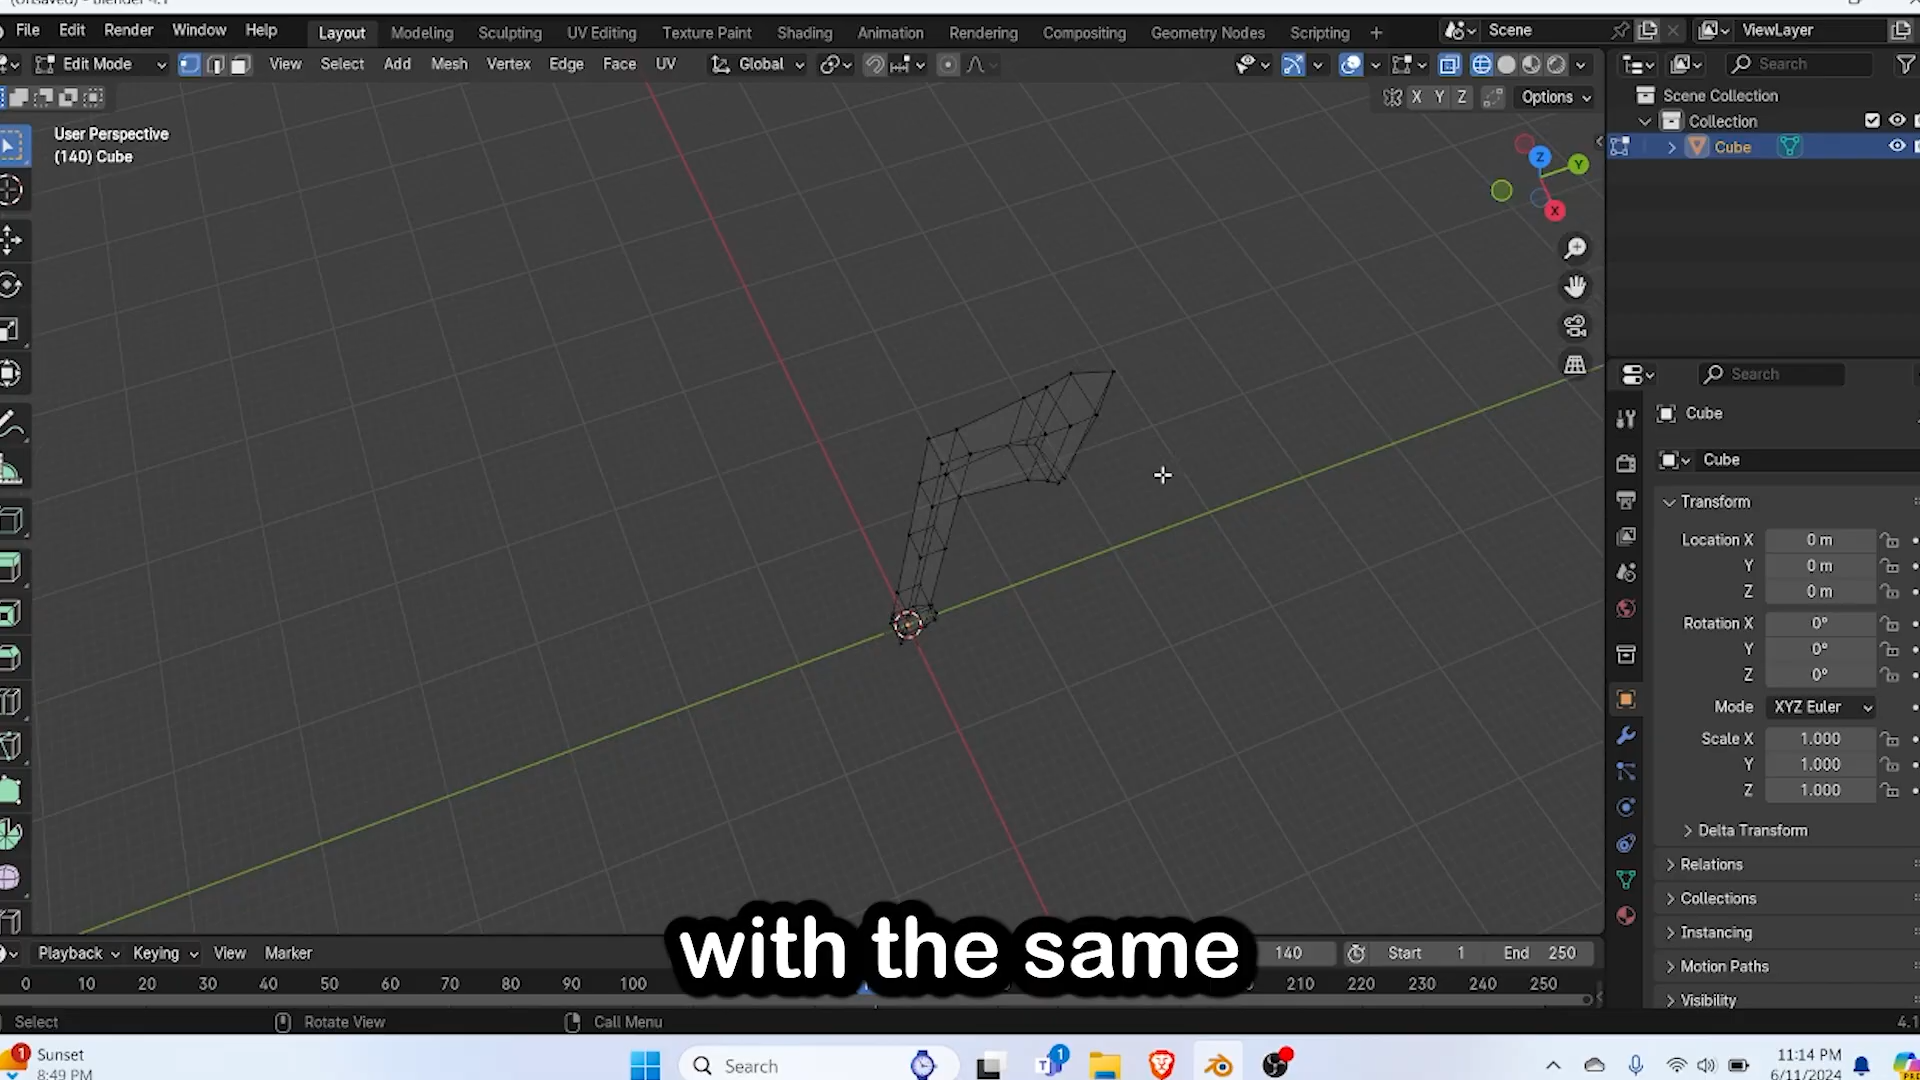 (Unsaved) - Blender 4.1
File Edit Render Window Help Layout Modeling Sculpting UV Editing Texture Paint Shading Animation Rendering Compositing Geometry Nodes Scripting + Scene ViewLayer
Edit Mode View Select Add Mesh Vertex Edge Face UV Global Search
X Y Z Options
Scene Collection
Collection
Cube
User Perspective
(140) Cube
Z
Y
X
Search
Cube
Cube
Transform
Location X 0 m
Y 0 m
Z 0 m
Rotation X 0°
Y 0°
Z 0°
Mode XYZ Euler
Scale X 1.000
Y 1.000
Z 1.000
Delta Transform
Relations
Collections
Instancing
Motion Paths
Visibility
with the same
Playback Keying View Marker 140 Start 1 End 250
0 10 20 30 40 50 60 70 80 90 100 210 220 230 240 250
Select Rotate View Call Menu 4.1
1 Sunset
8:49 PM
Search
1
11:14 PM
6/11/2024
PRE